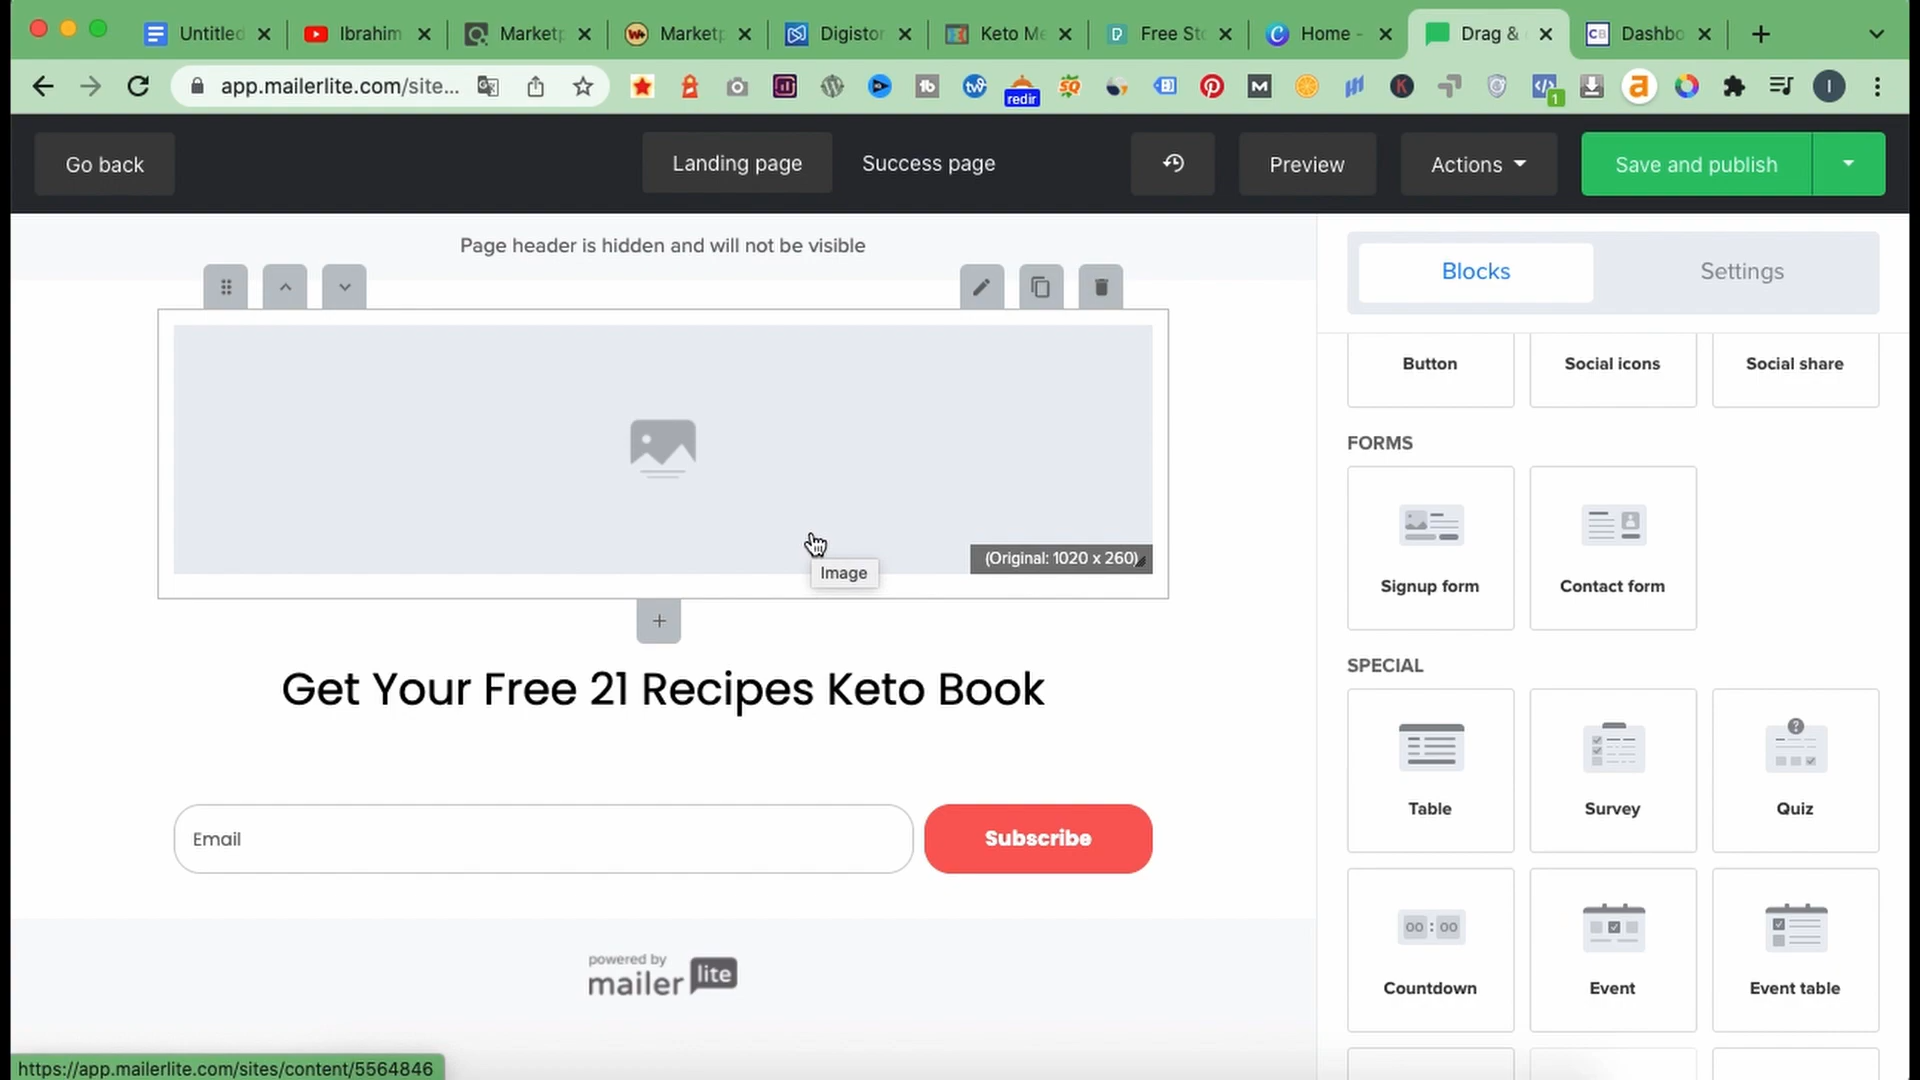 Untitled
Ibrahim
Market
Market
Digistor
Keto Me
Free Sto
Home -
Drag &
Dashbo
app.mailerlite.com/site...
redir
1
Go back
Landing page
Success page
Preview
Actions
Save and publish
Page header is hidden and will not be visible
Blocks
Settings
Button
Social icons
Social share
FORMS
(Original: 1020 x 260)
Image
Signup form
Contact form
SPECIAL
Get Your Free 21 Recipes Keto Book
Table
Survey
Quiz
Email
Subscribe
00 : 00
Countdown
Event
Event table
powered by
mailer lite
https://app.mailerlite.com/sites/content/5564846